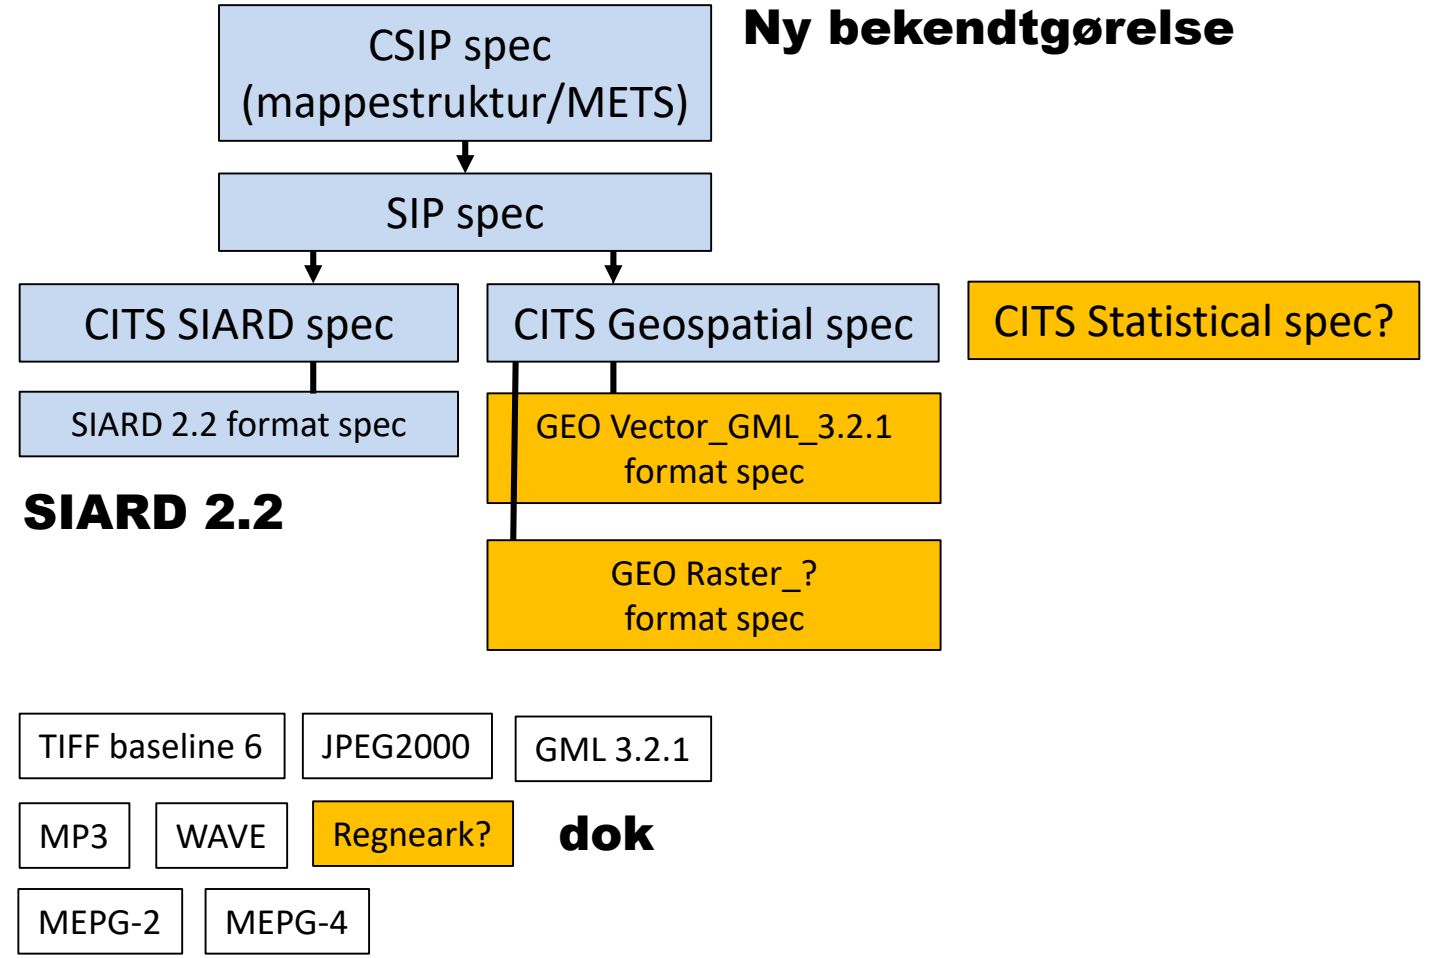 Ny bekendtgørelse
CSIP spec
(mappestruktur/METS)
SIP spec
CITS SIARD spec
CITS Geospatial spec
CITS Statistical spec?
SIARD 2.2 format spec
GEO Vector_GML_3.2.1
format spec
SIARD 2.2
GEO Raster_?
format spec
TIFF baseline 6
JPEG2000
GML 3.2.1
MP3
WAVE
Regneark?
dok
MEPG-2
MEPG-4